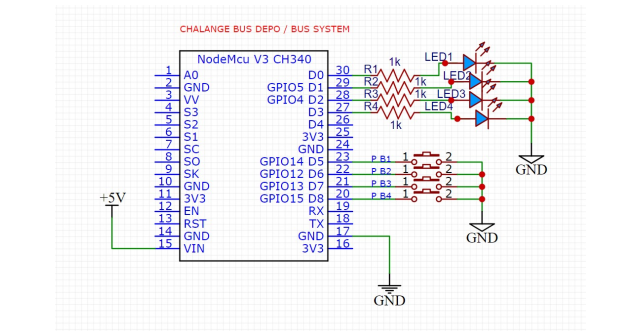 CHALANGE BUS DEPO / BUS SYSTEM
NodeMcu V3 CH340
1 A0 D0 30 R1 1k LED1
2 GND GPIO5 D1 29 R2 1k LED2
3 VV GPIO4 D2 28 R3 1k LED3
4 S3 D3 27 R4 1k LED4
5 S2 D4 26
6 S1 3V3 25
7 SC GND 24 GND
8 SO GPIO14 D5 23 P B1 1 2
9 SK GPIO12 D6 22 P B2 1 2
10 GND GPIO13 D7 21 P B3 1 2
11 3V3 GPIO15 D8 20 P B4 1 2
+5V
12 EN RX 19
13 RST TX 18
14 GND GND 17 GND
15 VIN 3V3 16
GND